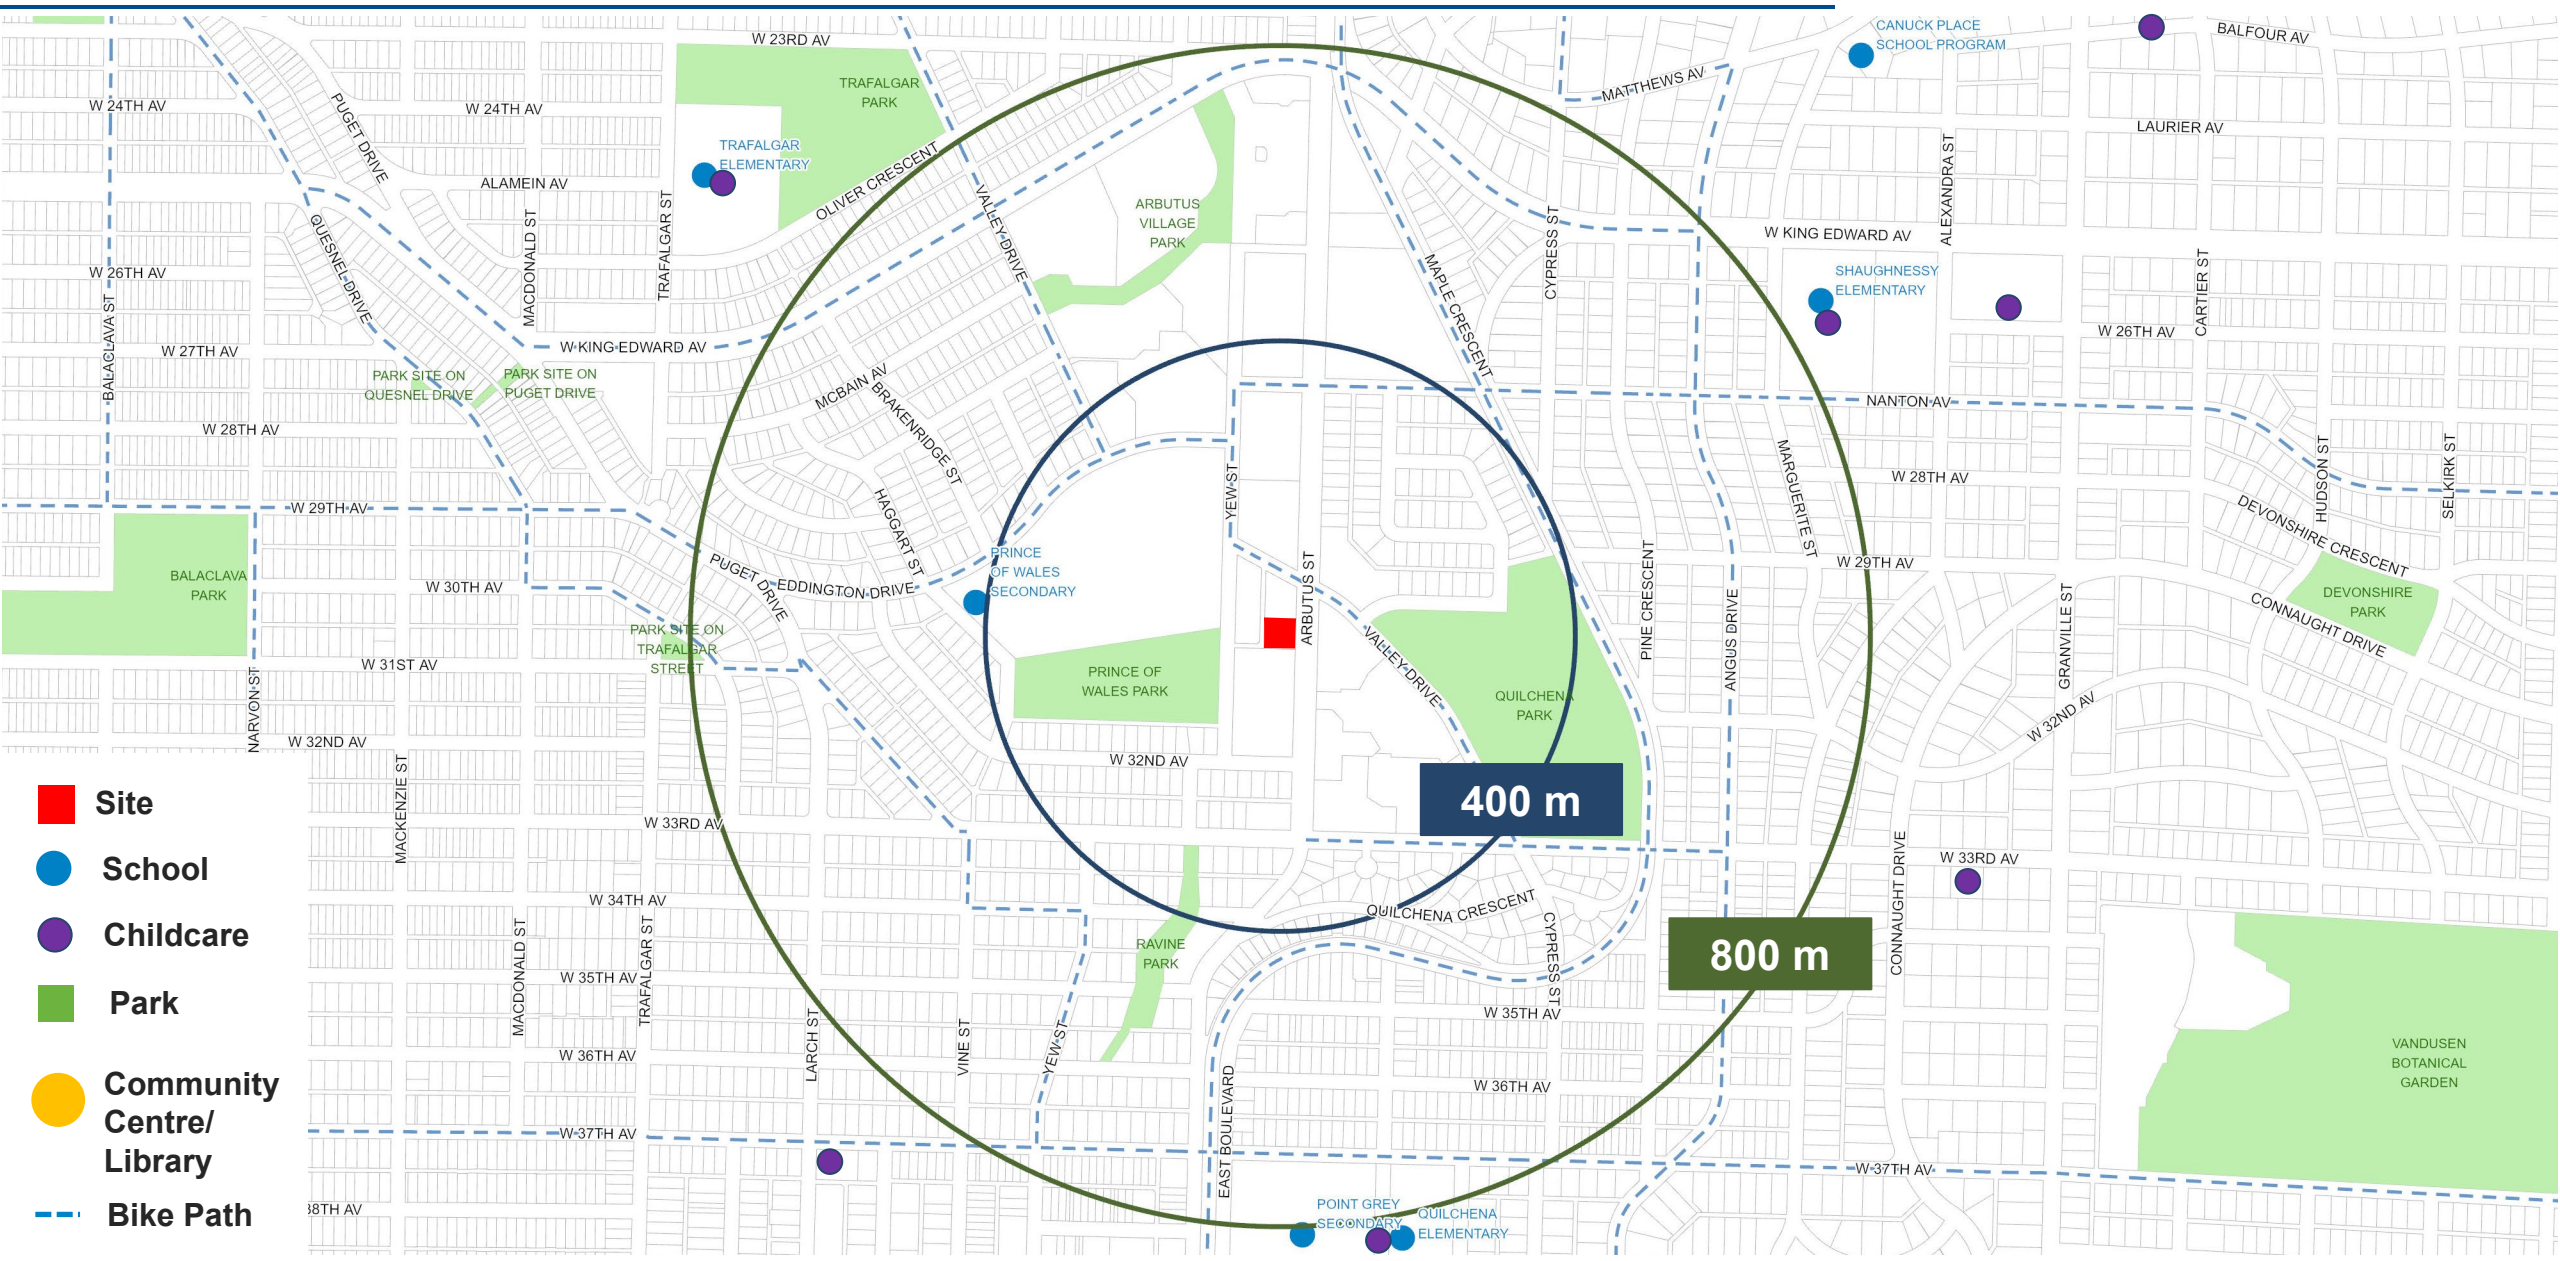 CANUCK PLACE
SCHOOL PROGRAM
BALFOUR AV
W 23RD AV
TRAFALGAR
PARK
MATTHEWS AV
W 24TH AV
PUGET DRIVE
W 24TH AV
LAURIER AV
TRAFALGAR
ELEMENTARY
OLIVER CRESCENT
ALAMEIN AV
VALLEY DRIVE
ARBUTUS
VILLAGE
PARK
ALEXANDRA ST
QUESNEL DRIVE
MACDONALD ST
TRAFALGAR ST
CYPRESS ST
W KING EDWARD AV
W 26TH AV
BALACLAVA ST
MAPLE CRESCENT
SHAUGHNESSY
ELEMENTARY
CARTIER ST
W 26TH AV
W 27TH AV
W KING EDWARD AV
PARK SITE ON
QUESNEL DRIVE
PARK SITE ON
PUGET DRIVE
MCBAIN AV
BRAKENRIDGE ST
NANTON AV
W 28TH AV
YEW ST
MARGUERITE ST
W 28TH AV
HUDSON ST
SELKIRK ST
W 29TH AV
HAGGART ST
DEVONSHIRE CRESCENT
PRINCE
OF WALES
SECONDARY
PUGET DRIVE
EDDINGTON DRIVE
W 29TH AV
BALACLAVA
PARK
W 30TH AV
ARBUTUS ST
PINE CRESCENT
ANGUS DRIVE
GRANVILLE ST
DEVONSHIRE
PARK
CONNAUGHT DRIVE
PARK SITE ON
TRAFALGAR
STREET
VALLEY DRIVE
W 31ST AV
PRINCE OF
WALES PARK
QUILCHENA
PARK
NARVON ST
W 32ND AV
W 32ND AV
W 32ND AV
MACKENZIE ST
400 m
Site
W 33RD AV
School
W 33RD AV
CONNAUGHT DRIVE
W 34TH AV
QUILCHENA CRESCENT
CYPRESS ST
Childcare
MACDONALD ST
TRAFALGAR ST
RAVINE
PARK
800 m
W 35TH AV
Park
W 35TH AV
LARCH ST
VINE ST
YEW ST
W 36TH AV
VANDUSEN
BOTANICAL
GARDEN
Community
Centre/
Library
W 36TH AV
EAST BOULEVARD
W 37TH AV
W 37TH AV
Bike Path
38TH AV
POINT GREY
SECONDARY
QUILCHENA
ELEMENTARY